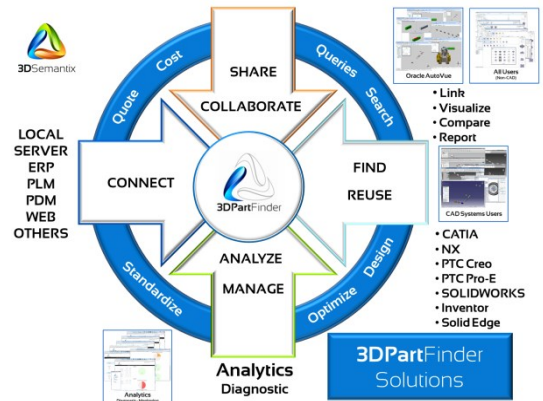 3DSemantix
Quote
Cost
Queries
Search
SHARE
COLLABORATE
Oracle AutoVue
All Users
(Non-CAD)
• Link
• Visualize
• Compare
• Report
LOCAL
SERVER
ERP
PLM
PDM
WEB
OTHERS
CONNECT
3DPartFinder
FIND
REUSE
CAD Systems Users
ANALYZE
MANAGE
Standardize
Optimize
Design
• CATIA
• NX
• PTC Creo
• PTC Pro-E
• SOLIDWORKS
• Inventor
• Solid Edge
Analytics
Analytics
Diagnostic
3DPartFinder
Solutions